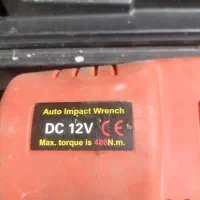 Auto Impact Wrench
DC 12V CE
Max. torque is 480N.m.